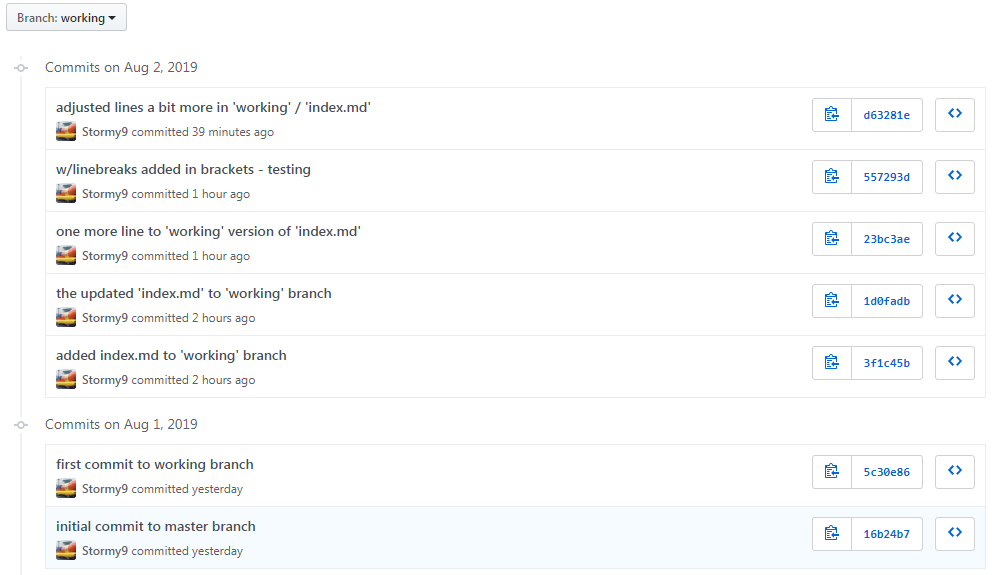 Branch: working
Commits on Aug 2, 2019
adjusted lines a bit more in 'working' / 'index.md'
Stormy9 committed 39 minutes ago
d63281e
w/linebreaks added in brackets - testing
Stormy9 committed 1 hour ago
557293d
one more line to 'working' version of 'index.md'
Stormy9 committed 1 hour ago
23bc3ae
the updated 'index.md' to 'working' branch
Stormy9 committed 2 hours ago
1d0fadb
added index.md to 'working' branch
Stormy9 committed 2 hours ago
3f1c45b
Commits on Aug 1, 2019
first commit to working branch
Stormy9 committed yesterday
5c30e86
initial commit to master branch
Stormy9 committed yesterday
16b24b7